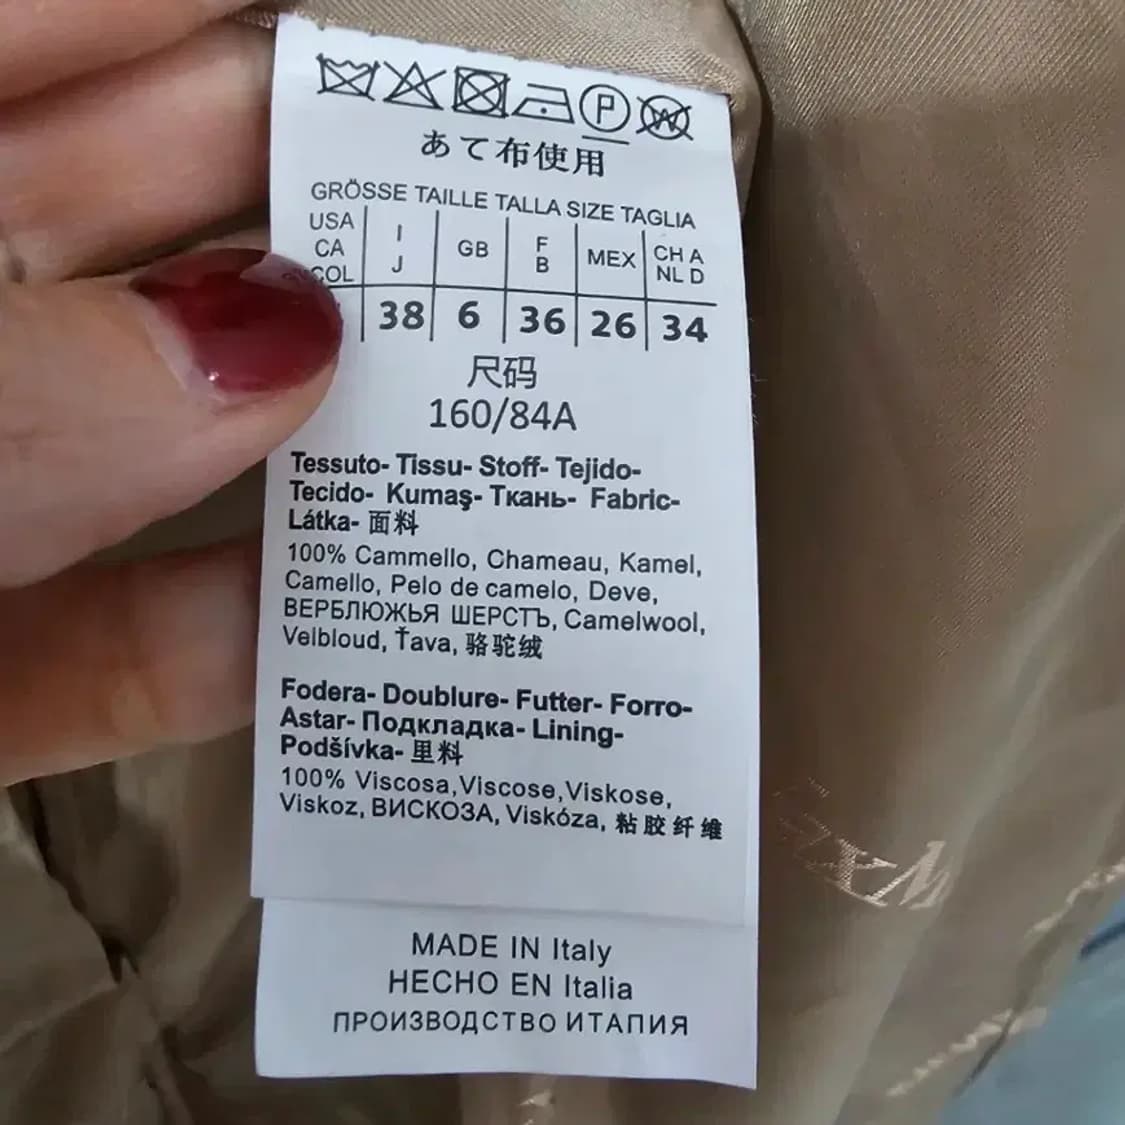 あて布使用
GRÖSSE TAILLE TALLA SIZE TAGLIA
USA CA COL
I J
GB
F B
MEX
CH A NL D
38 6 36 26 34
尺码
160/84A
Tessuto- Tissu- Stoff- Tejido-
Tecido- Kumaş- Ткань- Fabric-
Látka- 面料
100% Cammello, Chameau, Kamel,
Camello, Pelo de camelo, Deve,
ВЕРБЛЮЖЬЯ ШЕРСТЬ, Camelwool,
Velbloud, Ťava, 骆驼绒
Fodera- Doublure- Futter- Forro-
Astar- Подкладка- Lining-
Podšívka- 里料
100% Viscosa,Viscose,Viskose,
Viskoz, ВИСКОЗА, Viskóza, 粘胶纤维
MADE IN Italy
HECHO EN Italia
ПРОИЗВОДСТВО ИТАПИЯ